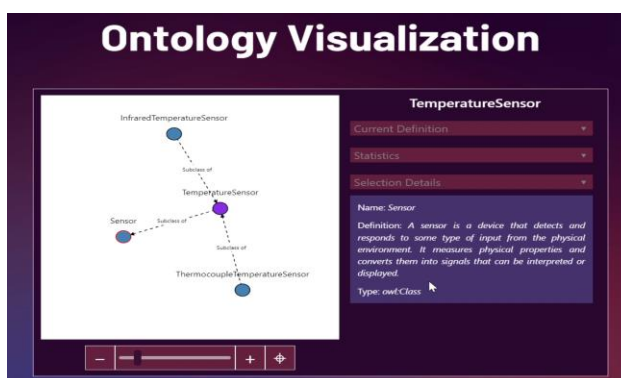 Ontology Visualization
InfraredTemperatureSensor
Subclass of
TemperatureSensor
Sensor
Subclass of
Subclass of
ThermocoupleTemperatureSensor
− + ⌖
TemperatureSensor
Current Definition
Statistics
Selection Details
Name: Sensor
Definition: A sensor is a device that detects and
responds to some type of input from the physical
environment. It measures physical properties and
converts them into signals that can be interpreted or
displayed.
Type: owl:Class